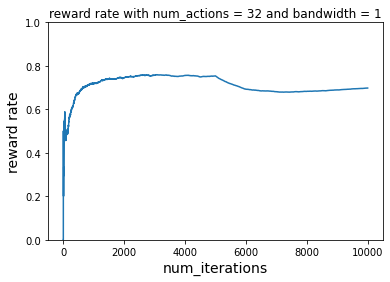 reward rate with num_actions = 32 and bandwidth = 1
1.0
0.8
0.6
0.4
0.2
0.0
reward rate
0 2000 4000 6000 8000 10000
num_iterations